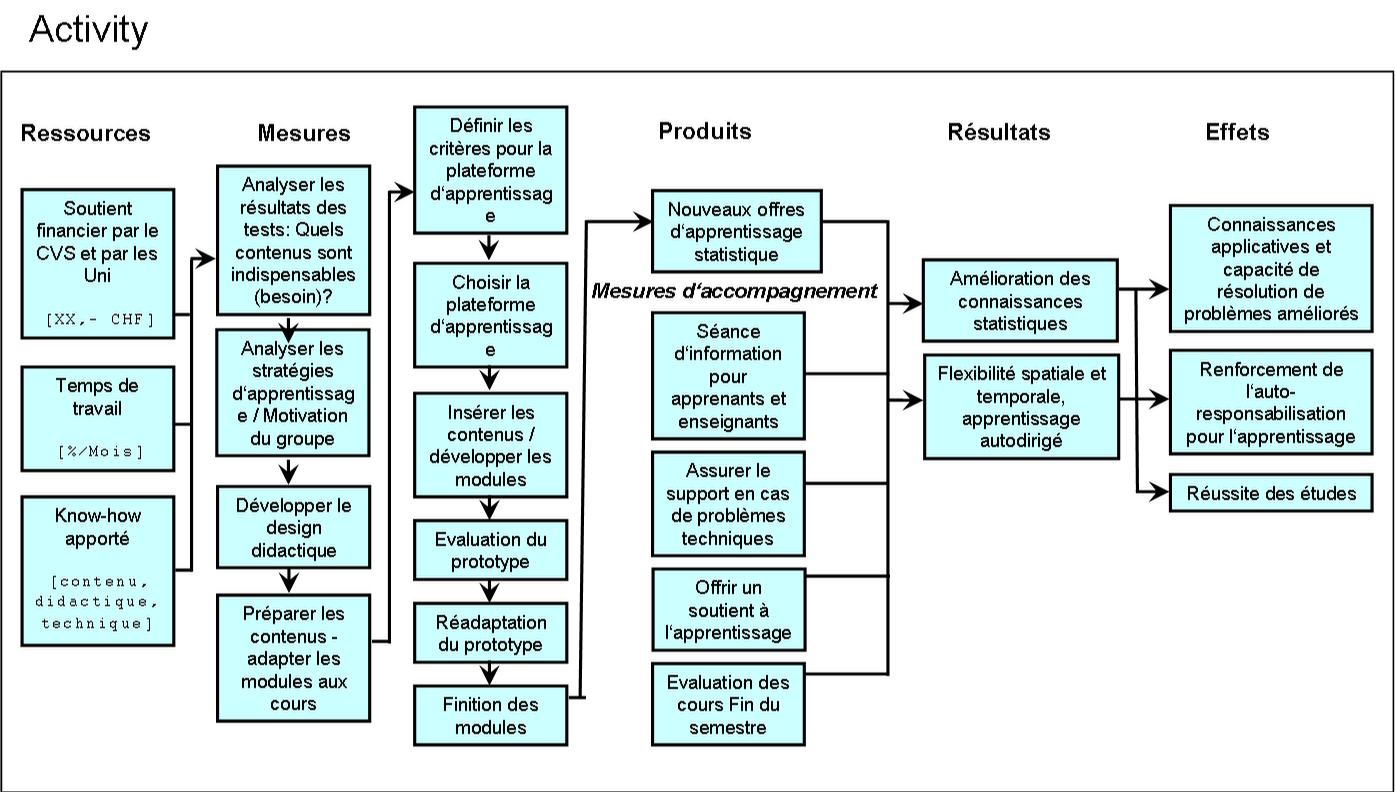 Activity
Ressources
Soutient
financier par le
CVS et par les
Uni
[XX,- CHF]
Temps de
travail
[%/Mois]
Know-how
apporté
[contenu,
didactique,
technique]
Mesures
Analyser les
résultats des
tests: Quels
contenus sont
indispensables
(besoin)?
Analyser les
stratégies
d‘apprentissag
e / Motivation
du groupe
Développer le
design
didactique
Préparer les
contenus -
adapter les
modules aux
cours
Définir les
critères pour la
plateforme
d‘apprentissag
e
Choisir la
plateforme
d‘apprentissag
e
Insérer les
contenus /
développer les
modules
Evaluation du
prototype
Réadaptation
du prototype
Finition des
modules
Produits
Nouveaux offres
d‘apprentissage
statistique
Mesures d‘accompagnement
Séance
d‘information
pour
apprenants et
enseignants
Assurer le
support en cas
de problèmes
techniques
Offrir un
soutient à
l‘apprentissage
Evaluation des
cours Fin du
semestre
Résultats
Amélioration des
connaissances
statistiques
Flexibilité spatiale et
temporale,
apprentissage
autodirigé
Effets
Connaissances
applicatives et
capacité de
résolution de
problèmes améliorés
Renforcement de
l‘auto-
responsabilisation
pour l‘apprentissage
Réussite des études